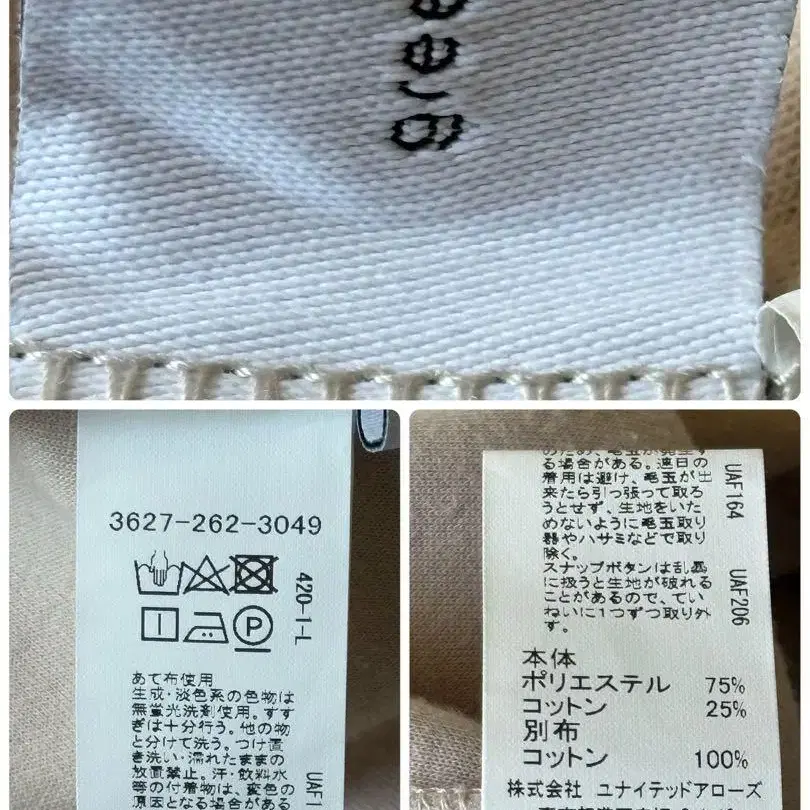 gree
3627-262-3049
420-1-L
あて布使用
生成・淡色系の色物は
無蛍光洗剤使用。すす
ぎは十分行う。他の物
と分けて洗う。つけ置
き洗い・濡れたままの
放置禁止。汗・飲料水
等の付着物は、変色の
原因となる場合がある
UAF1
る場合がある。連日の
着用は避け、毛玉が出
来たら引っ張って取ろ
うとせず、生地をいた
めないように毛玉取り
器やハサミなどで取り
除く。
スナップボタンは乱暴
に扱うと生地が破れる
ことがあるので、てい
ねいに1つずつ取り外
す。
UAF164
UAF206
本体
ポリエステル 75%
コットン 25%
別布
コットン 100%
株式会社 ユナイテッドアローズ